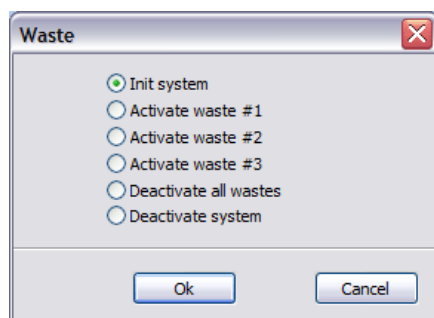 Waste
Init system
Activate waste #1
Activate waste #2
Activate waste #3
Deactivate all wastes
Deactivate system
Ok Cancel